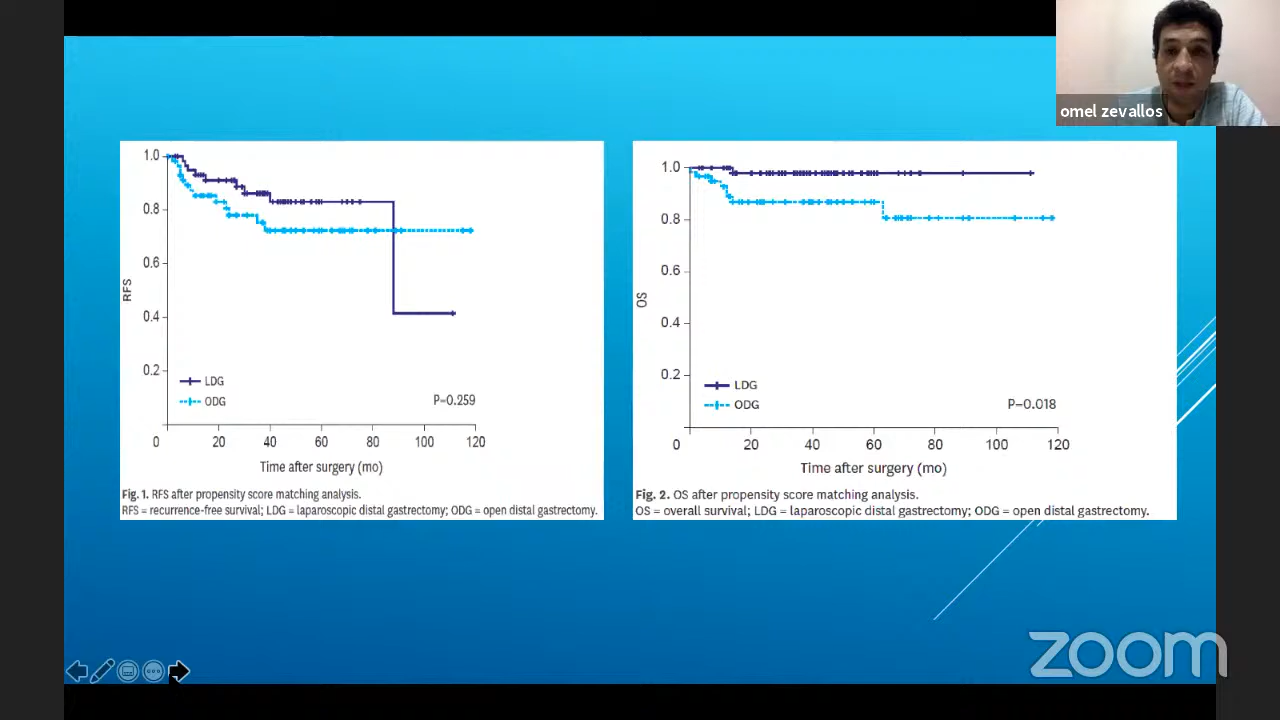 omel zevallos
1.0
0.8
0.6
0.4
0.2
RFS
LDG
ODG
P=0.259
0 20 40 60 80 100 120
Time after surgery (mo)
Fig. 1. RFS after propensity score matching analysis.
RFS = recurrence-free survival; LDG = laparoscopic distal gastrectomy; ODG = open distal gastrectomy.
1.0
0.8
0.6
0.4
0.2
OS
LDG
ODG
P=0.018
0 20 40 60 80 100 120
Time after surgery (mo)
Fig. 2. OS after propensity score matching analysis.
OS = overall survival; LDG = laparoscopic distal gastrectomy; ODG = open distal gastrectomy.
zoom